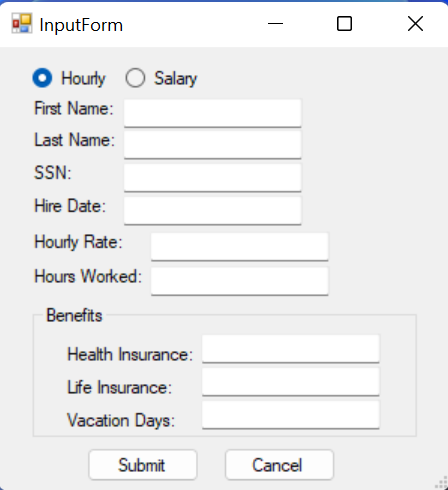 InputForm
Hourly Salary
First Name:
Last Name:
SSN:
Hire Date:
Hourly Rate:
Hours Worked:
Benefits
Health Insurance:
Life Insurance:
Vacation Days:
Submit Cancel